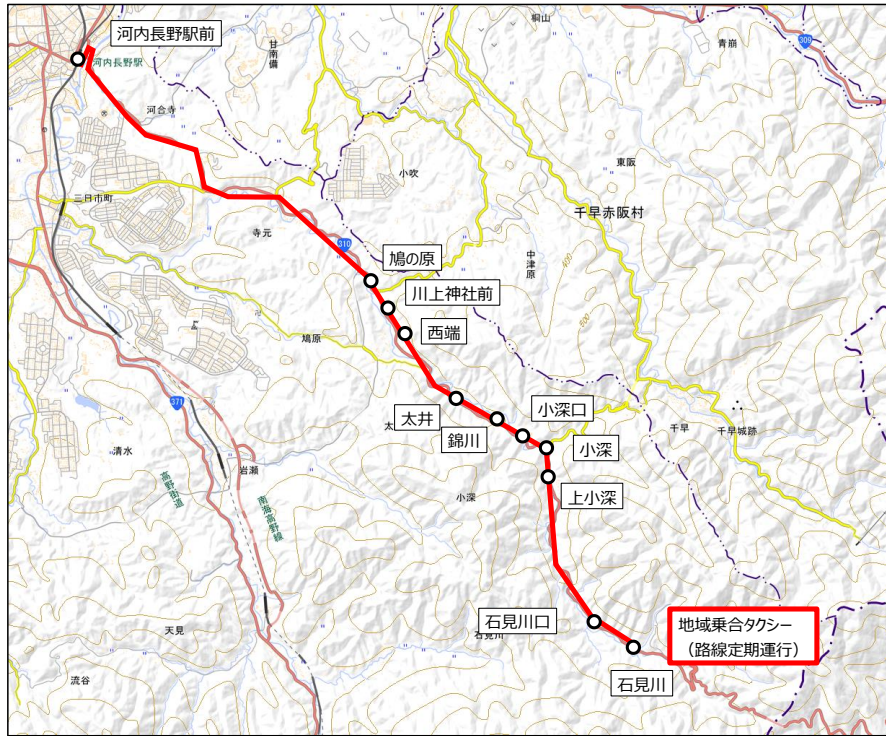 桐山
309
青崩
河内長野駅前
甘南備
河内長野駅
河合寺
小吹
東阪
三日市町
千早赤阪村
寺元
310
中津原
400
鳩の原
川上神社前
500
西端
鳩原
371
太井
小深口
錦川
小深
千早
千早城跡
清水
岩瀬
高野街道
南海高野線
小深
上小深
石見川口
地域乗合タクシー
（路線定期運行）
天見
石見川
流谷